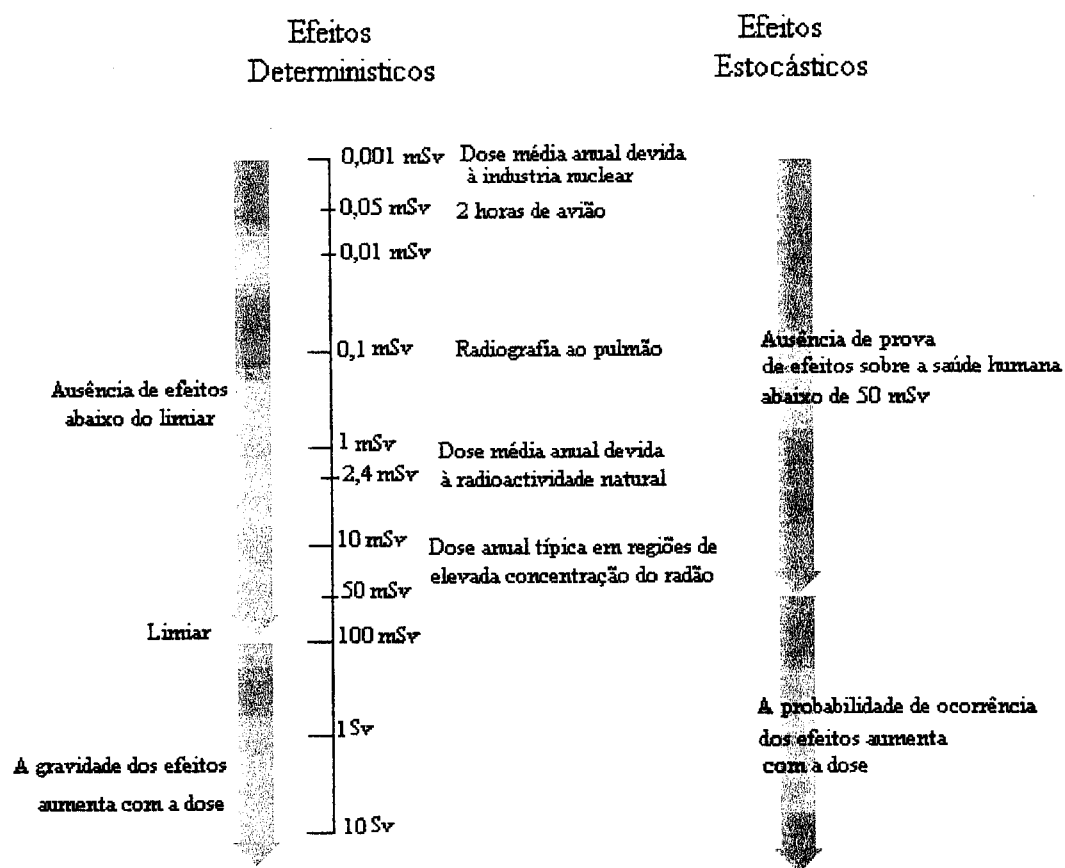 Efeitos
Determinísticos
Efeitos
Estocásticos
0,001 mSv
Dose média anual devida
à industria nuclear
0,05 mSv
2 horas de avião
0,01 mSv
0,1 mSv
Radiografia ao pulmão
Ausência de efeitos
abaixo do limiar
Ausência de prova
de efeitos sobre a saúde humana
abaixo de 50 mSv
1 mSv
2,4 mSv
Dose média anual devida
à radioactividade natural
10 mSv
Dose anual típica em regiões de
elevada concentração do radão
50 mSv
Limiar
100 mSv
1 Sv
A gravidade dos efeitos
aumenta com a dose
10 Sv
A probabilidade de ocorrência
dos efeitos aumenta
com a dose